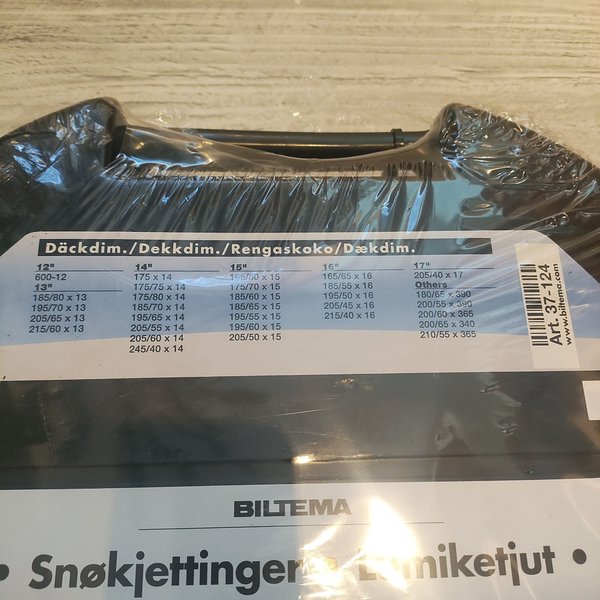 Däckdim./Dekkdim./Rengaskoko/Dækdim.
12"
600-12
13"
185/80 x 13
195/70 x 13
205/65 x 13
215/60 x 13
14"
175 x 14
175/75 x 14
175/80 x 14
185/70 x 14
195/65 x 14
205/55 x 14
205/60 x 14
245/40 x 14
15"
165/80 x 15
175/70 x 15
185/60 x 15
185/65 x 15
195/55 x 15
195/60 x 15
205/50 x 15
16"
165/65 x 16
185/55 x 16
195/50 x 16
205/45 x 16
215/40 x 16
17"
205/40 x 17
Others
180/65 x 390
200/55 x 390
200/60 x 365
200/65 x 340
210/55 x 365
Art. 37-124
www.biltema.com
BILTEMA
• Snøkjettinger • Lumiketjut •